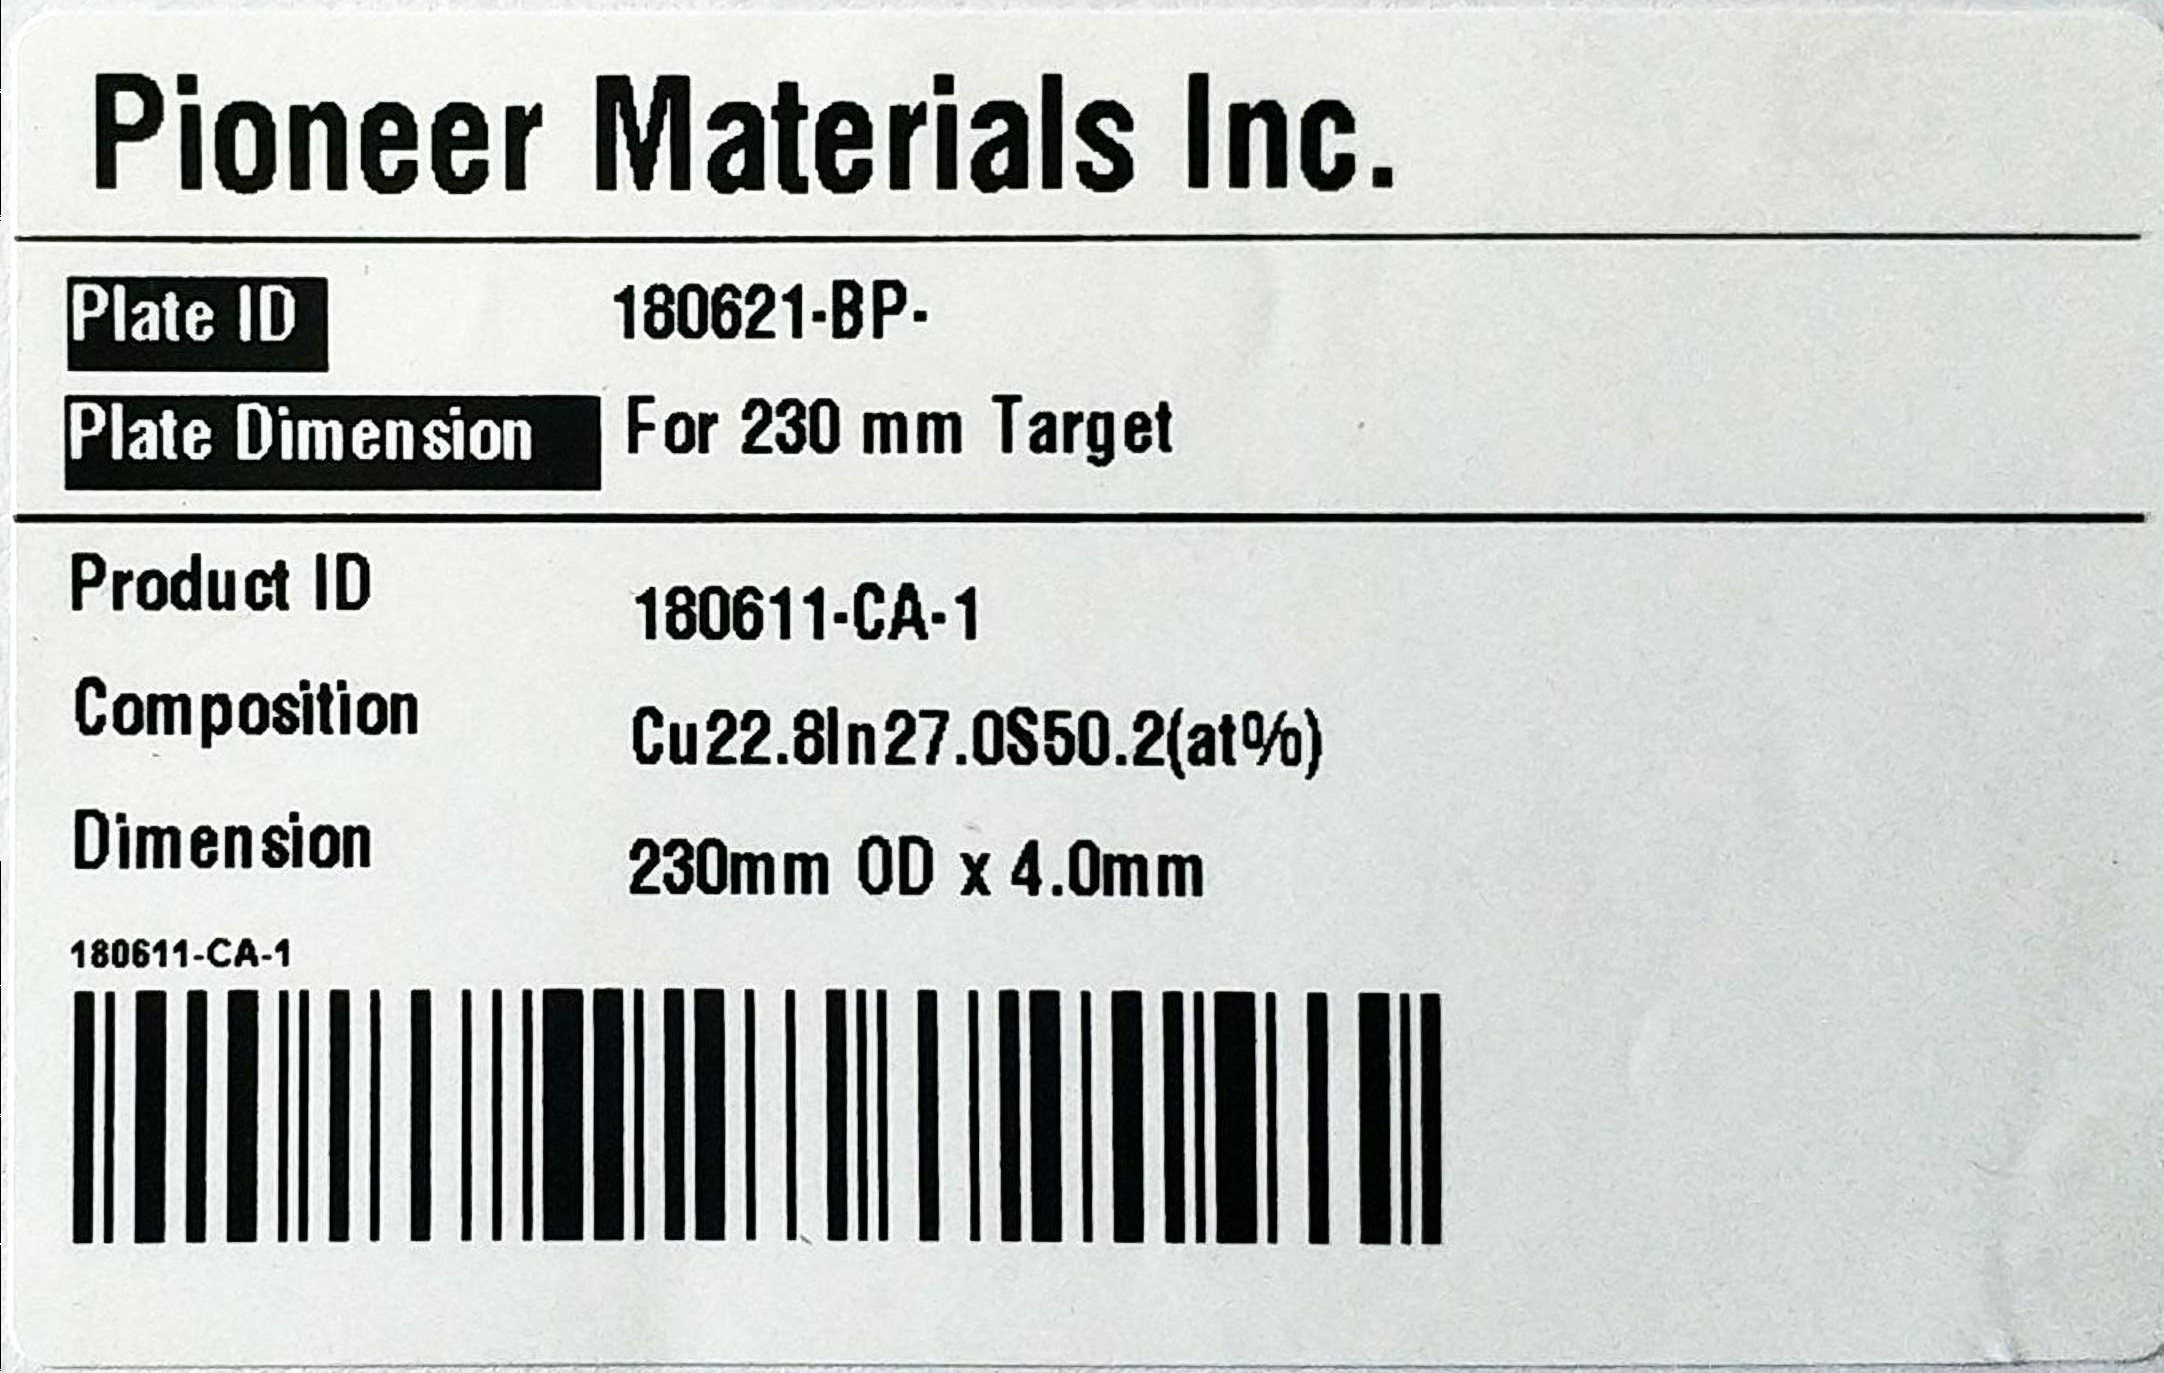 Pioneer Materials Inc.
Plate ID 180621-BP-
Plate Dimension For 230 mm Target
Product ID 180611-CA-1
Composition Cu22.8In27.0S50.2(at%)
Dimension 230mm OD x 4.0mm
180611-CA-1